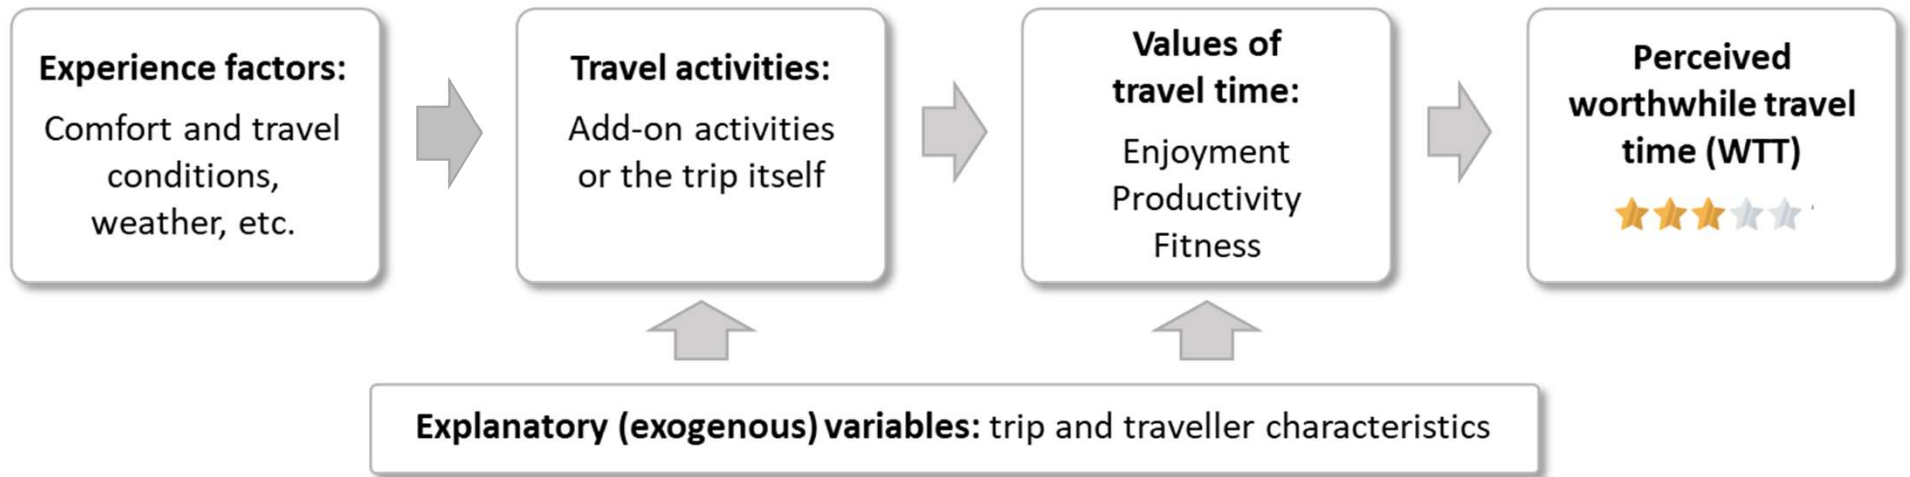 Experience factors:
Comfort and travel
conditions,
weather, etc.
Travel activities:
Add-on activities
or the trip itself
Values of
travel time:
Enjoyment
Productivity
Fitness
Perceived
worthwhile travel
time (WTT)
Explanatory (exogenous) variables: trip and traveller characteristics